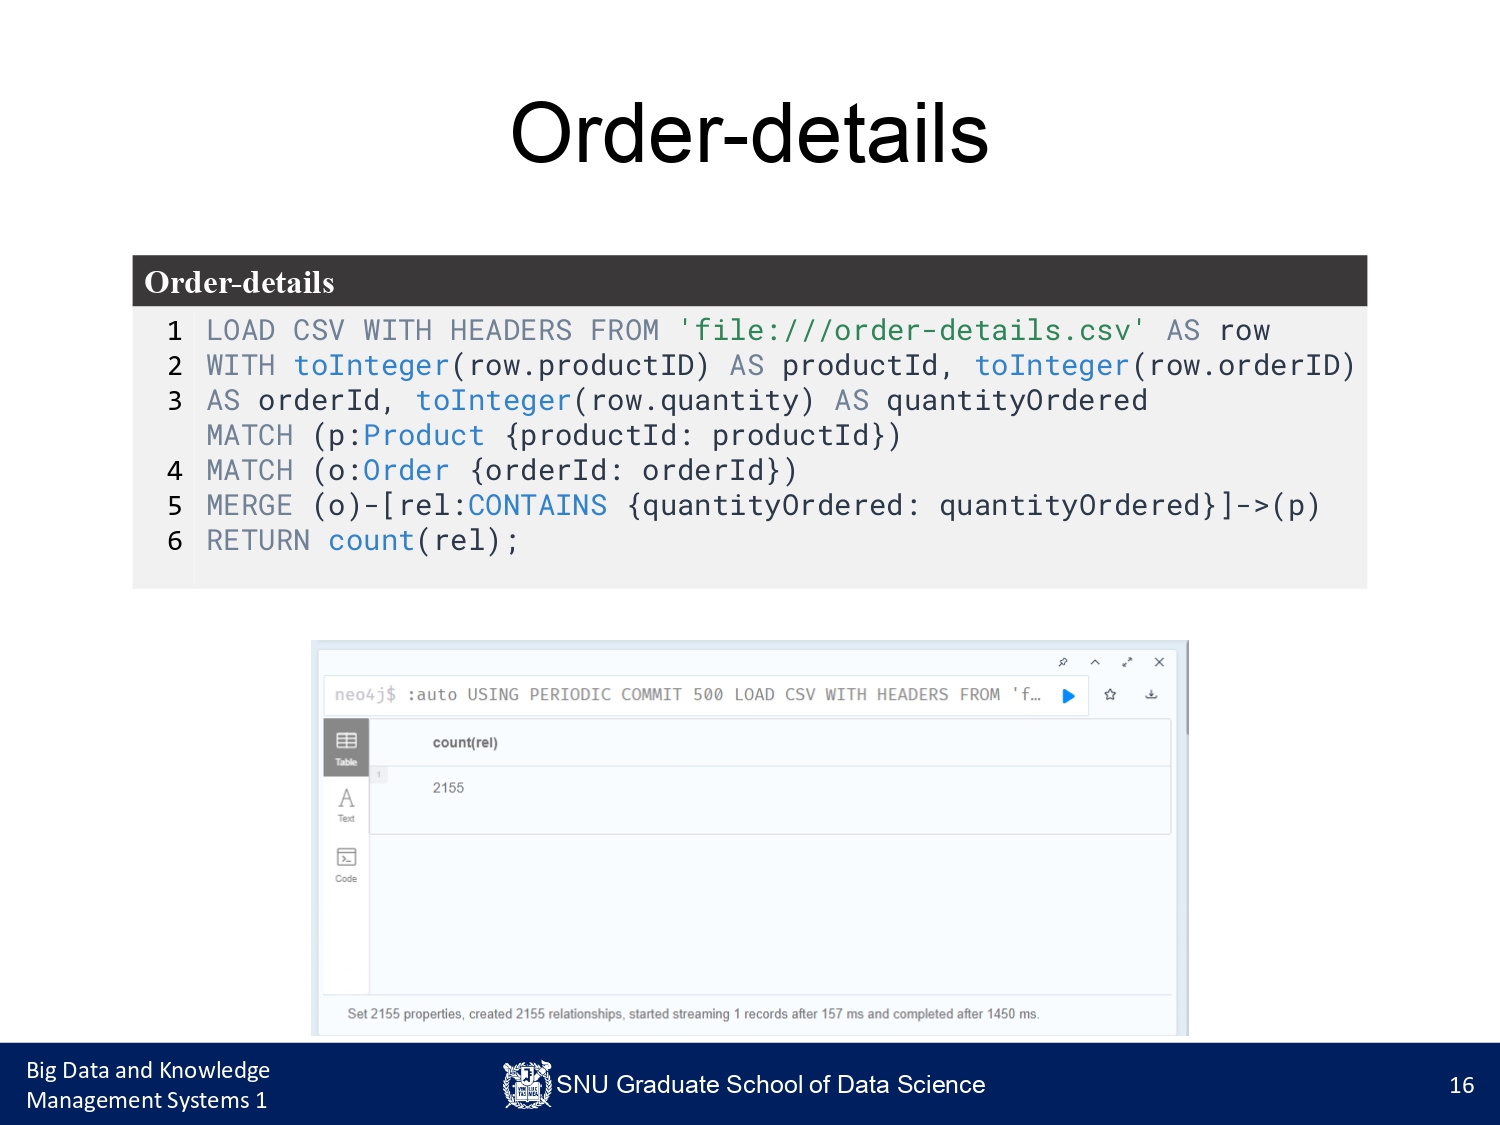 Order-details
Order-details
1 LOAD CSV WITH HEADERS FROM 'file:///order-details.csv' AS row
2 WITH toInteger(row.productID) AS productId, toInteger(row.orderID)
3 AS orderId, toInteger(row.quantity) AS quantityOrdered
MATCH (p:Product {productId: productId})
4 MATCH (o:Order {orderId: orderId})
5 MERGE (o)-[rel:CONTAINS {quantityOrdered: quantityOrdered}]->(p)
6 RETURN count(rel);
neo4j$ :auto USING PERIODIC COMMIT 500 LOAD CSV WITH HEADERS FROM 'f…
Table
count(rel)
1
2155
A
Text
Code
Set 2155 properties, created 2155 relationships, started streaming 1 records after 157 ms and completed after 1450 ms.
Big Data and Knowledge
Management Systems 1
SNU Graduate School of Data Science
16